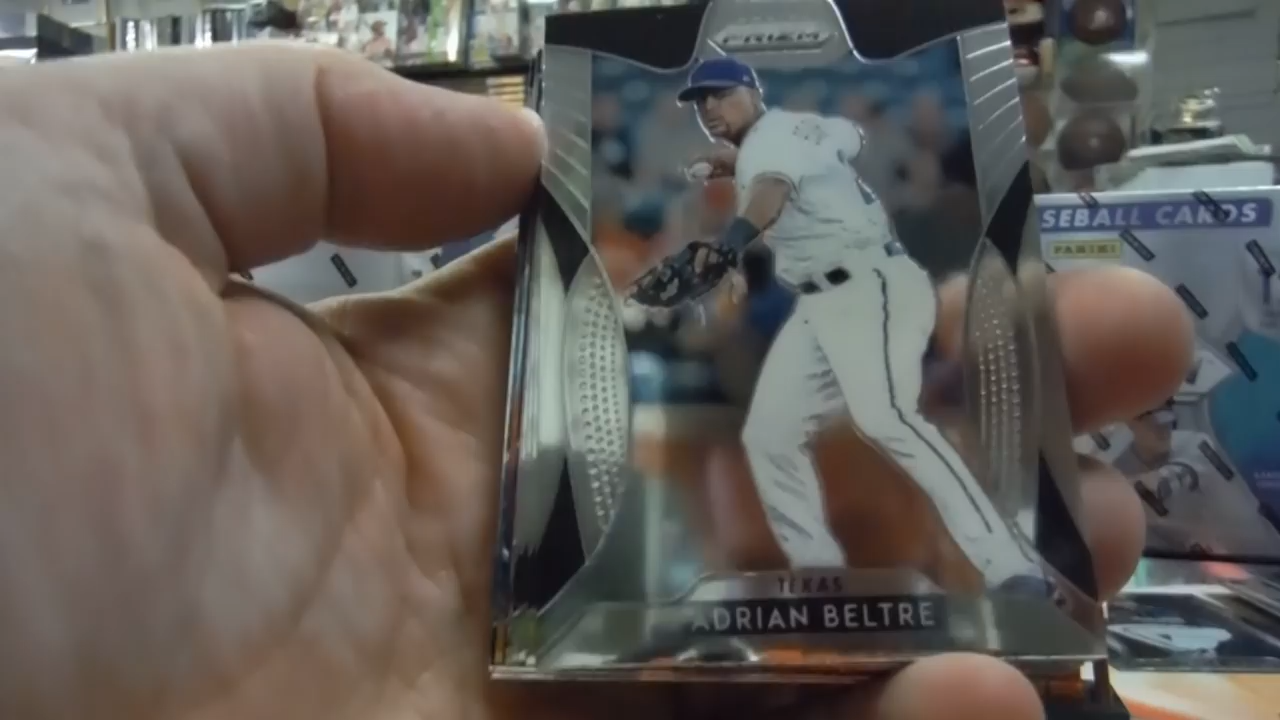 PRIZM
SEBALL CARDS
PANINI
TEXAS
ADRIAN BELTRE